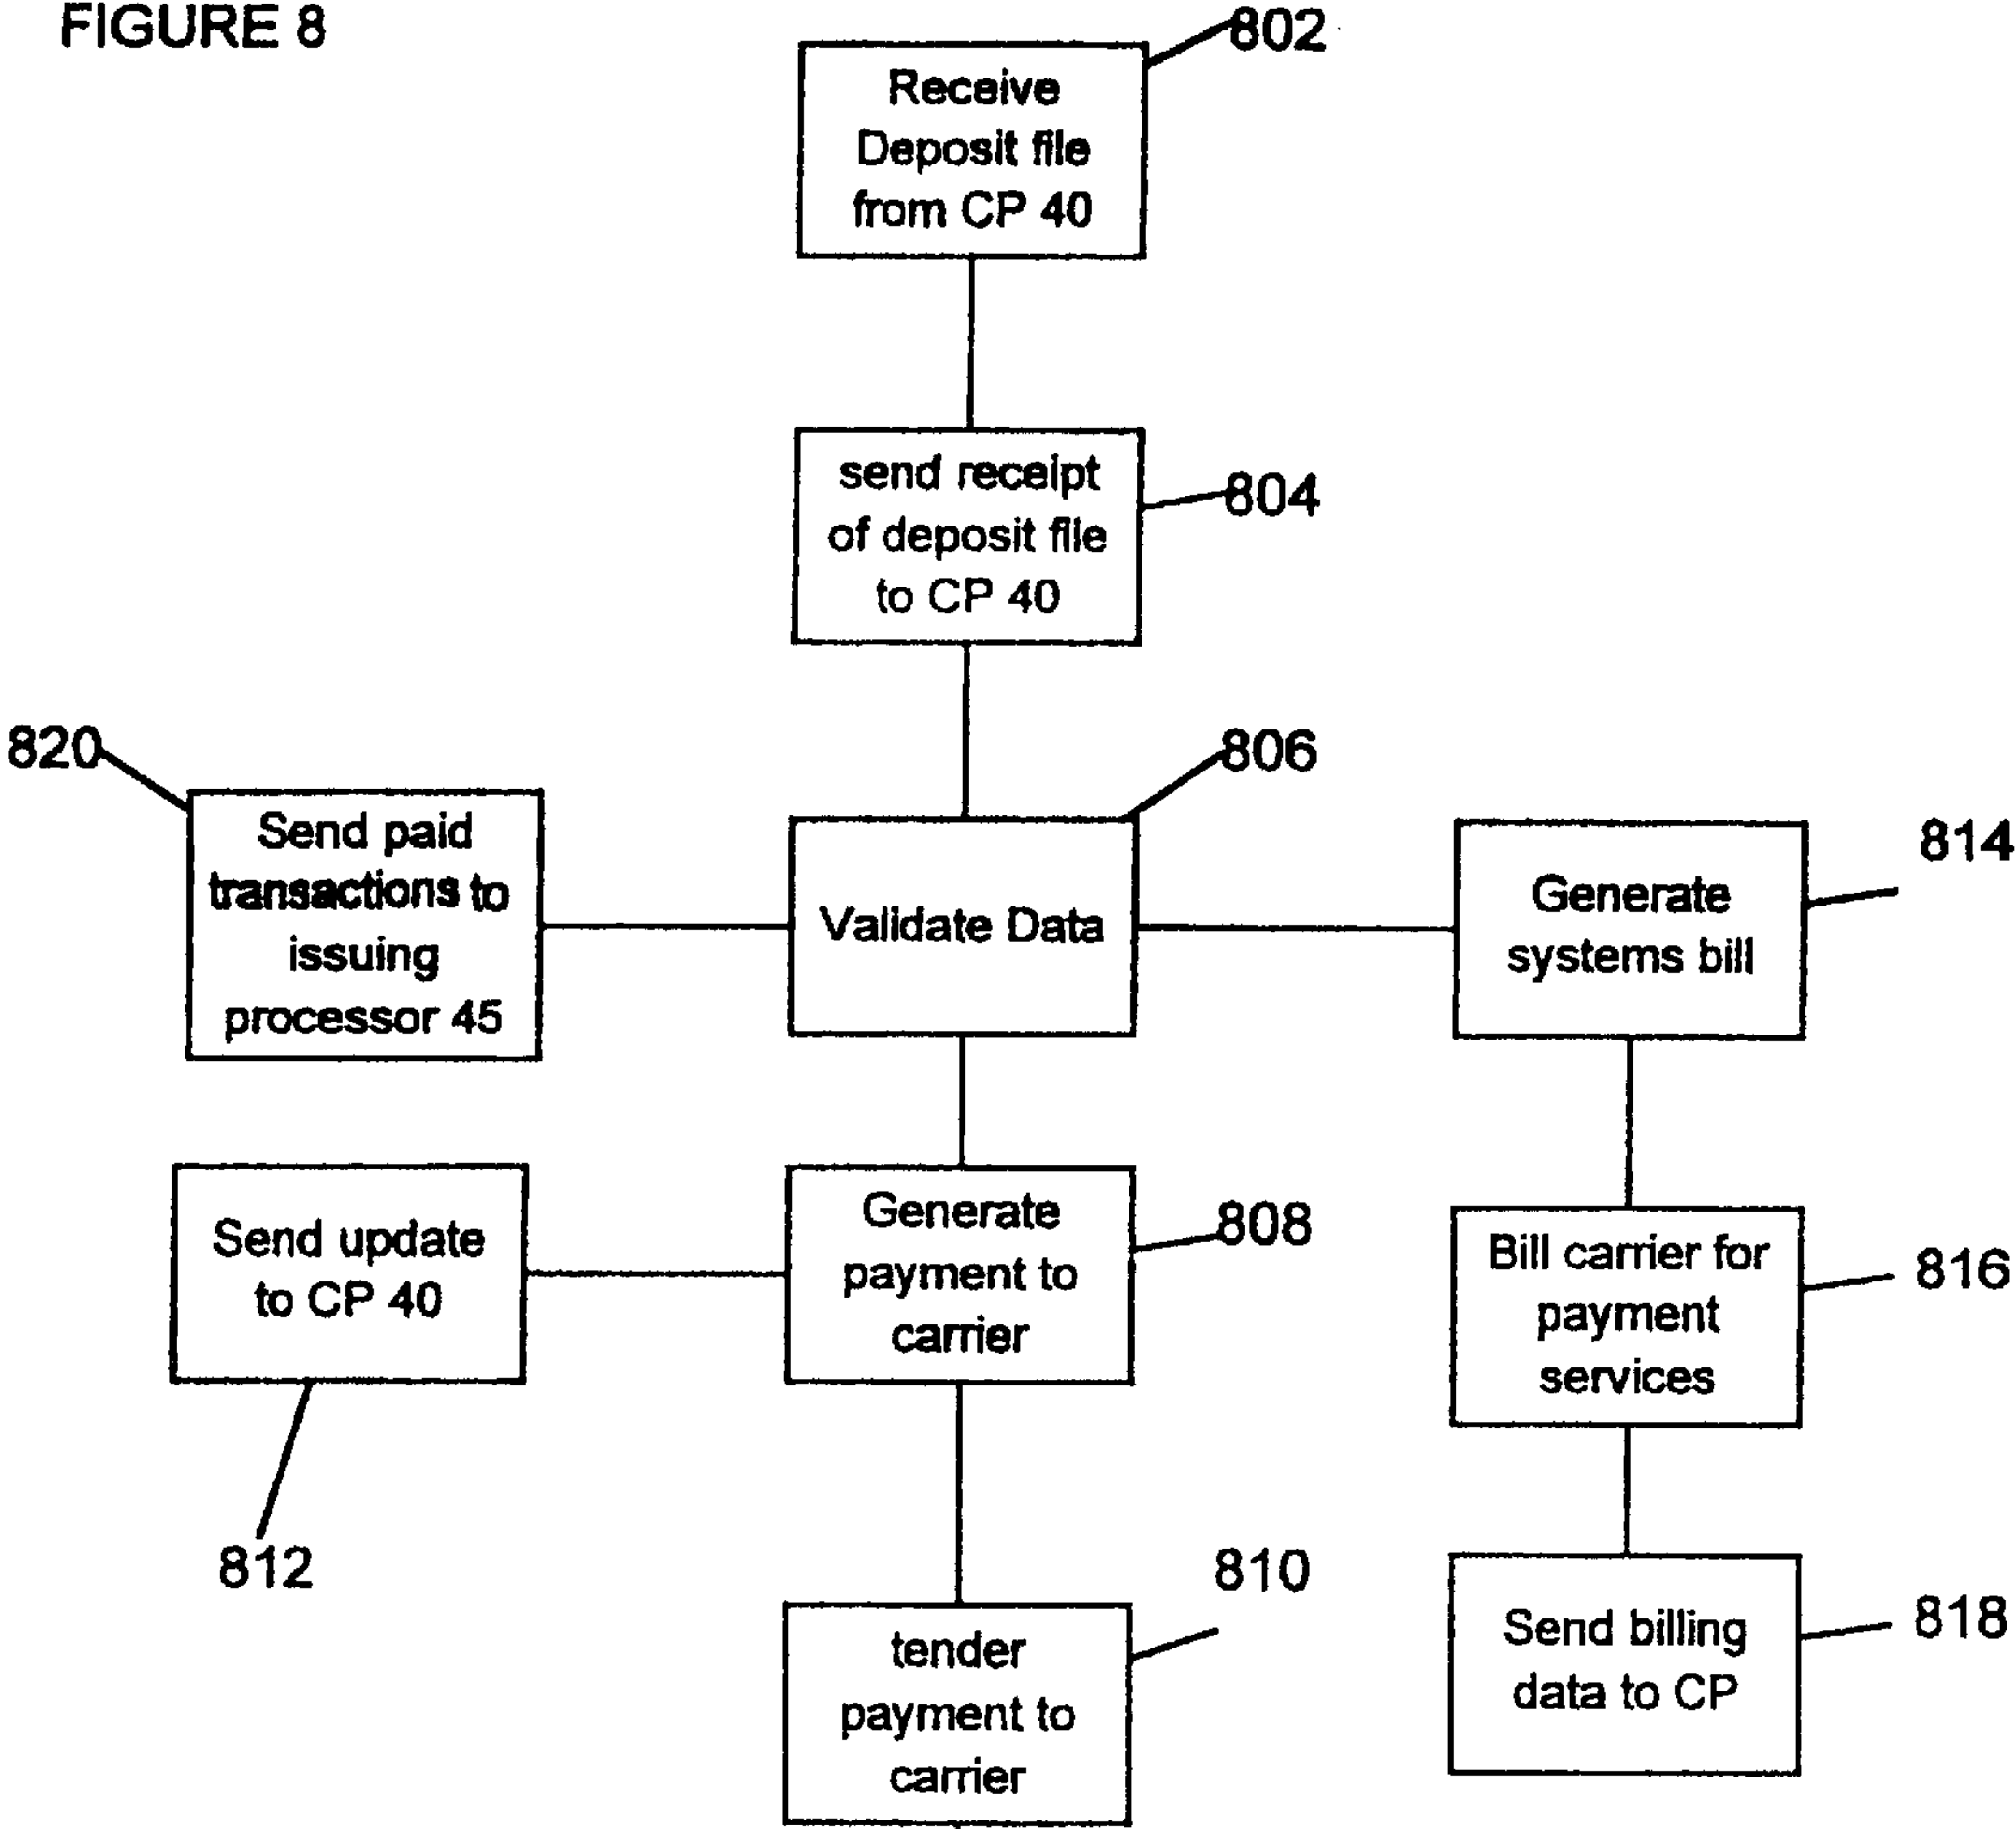 FIGURE 8
802
Receive
Deposit file
from CP 40
send receipt
of deposit file
to CP 40
804
820
806
Send paid
transactions to
issuing
processor 45
Validate Data
814
Generate
systems bill
Send update
to CP 40
812
Generate
payment to
carrier
808
Bill carrier for
payment
services
816
810
tender
payment to
carrier
818
Send billing
data to CP